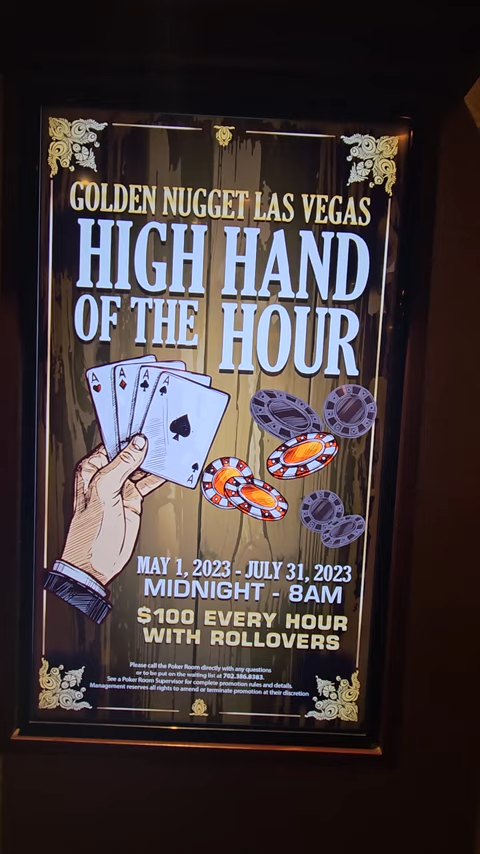 GOLDEN NUGGET LAS VEGAS
HIGH HAND
OF THE HOUR
A
A
A
A
A
MAY 1, 2023 - JULY 31, 2023
MIDNIGHT - 8AM
$100 EVERY HOUR
WITH ROLLOVERS
Please call the Poker Room directly with any questions
or to be put on the waiting list at 702.386.8383.
See a Poker Room Supervisor for complete promotion rules and details.
Management reserves all rights to amend or terminate promotion at their discretion